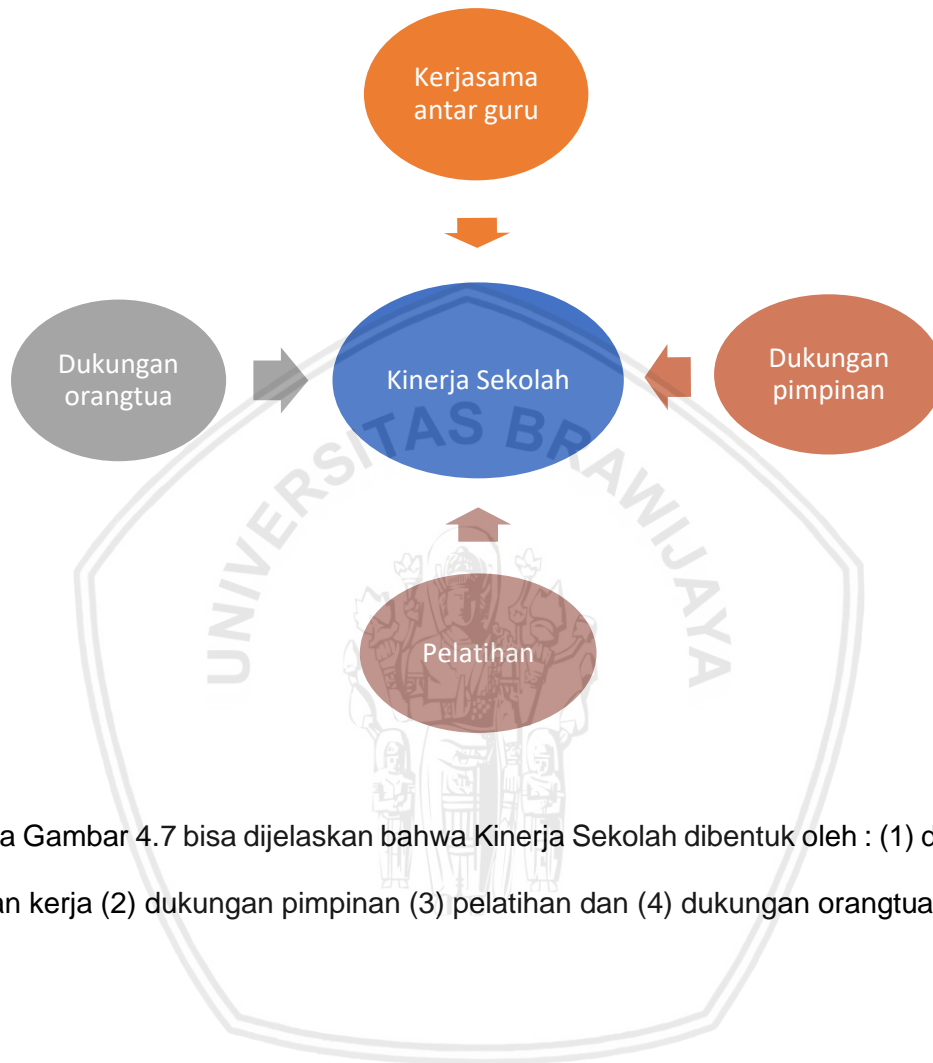 Kerjasama
antar guru
Dukungan
orangtua
Kinerja Sekolah
Dukungan
pimpinan
UNIVERSITAS BRAWIJAYA
Pelatihan
a Gambar 4.7 bisa dijelaskan bahwa Kinerja Sekolah dibentuk oleh : (1) d
an kerja (2) dukungan pimpinan (3) pelatihan dan (4) dukungan orangtua